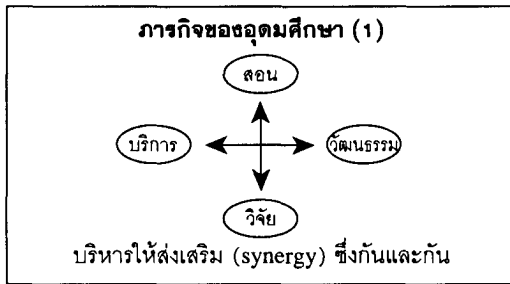 ภารกิจของอุดมศึกษา (1)
สอน
บริการ วัฒนธรรม
วิจัย
บริหารให้ส่งเสริม (synergy) ซึ่งกันและกัน